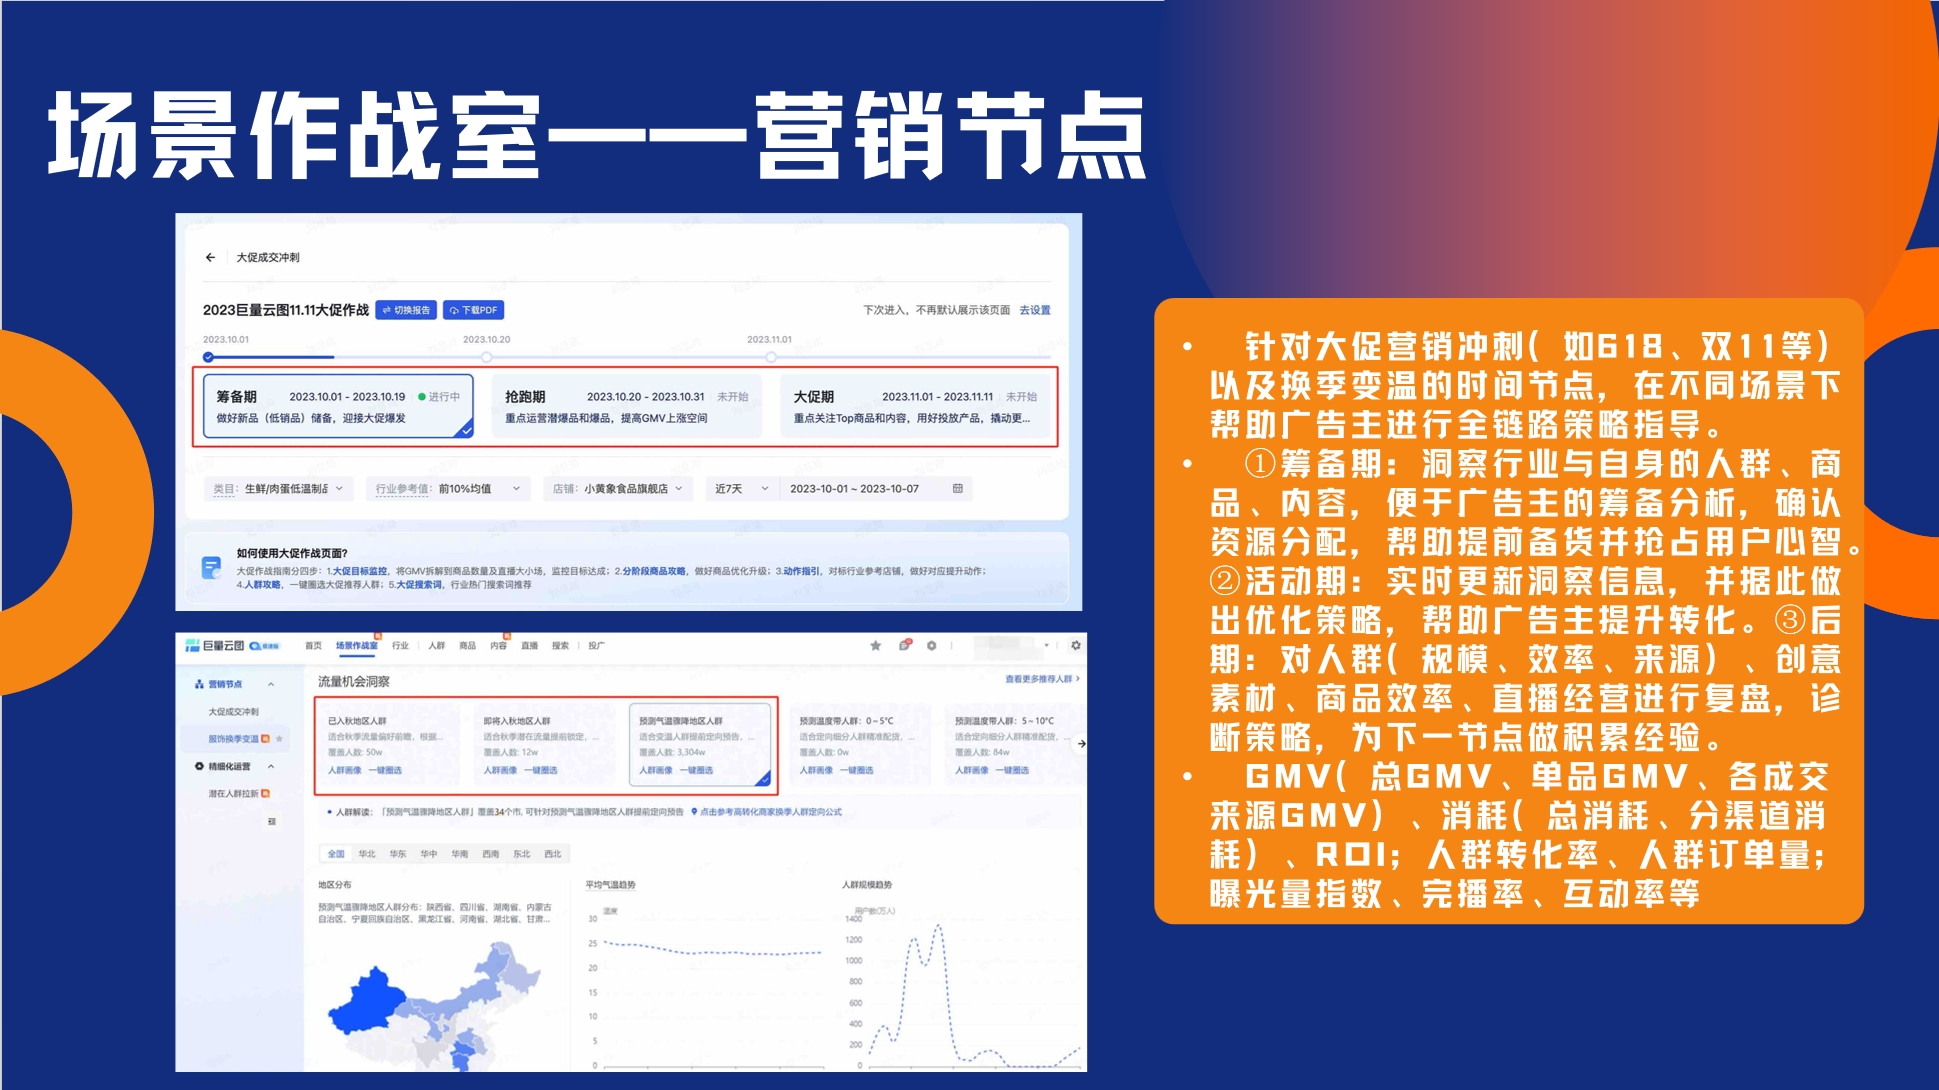 场景作战室——营销节点
大促成交冲刺
2023巨量云图11.11大促作战 切换报告 下载PDF 下次进入，不再默认展示该页面 去设置
2023.10.01 2023.10.20 2023.11.01
筹备期 2023.10.01 - 2023.10.19 进行中
做好新品（低销品）储备，迎接大促爆发
抢跑期 2023.10.20 - 2023.10.31 未开始
重点运营潜爆品和爆品，提高GMV上涨空间
大促期 2023.11.01 - 2023.11.11 未开始
重点关注Top商品和内容，用好投放产品，撬动更...
类目： 生鲜/肉蛋低温制品 行业参考值： 前10%均值 店铺： 小黄象食品旗舰店 近7天 2023-10-01 ~ 2023-10-07
如何使用大促作战页面?
大促作战指南分四步：1.大促目标监控，将GMV拆解到商品数量及直播大小场，监控目标达成；2.分阶段商品攻略，做好商品优化升级；3.动作指引，对标行业参考店铺，做好对应提升动作；
4.人群攻略，一键圈选大促推荐人群；5.大促搜索词，行业热门搜索词推荐
巨量云图 首页 场景作战室 行业 人群 商品 内容 直播 搜索 投广
营销节点
大促成交冲刺
服饰换季变温
精细化运营
潜在人群拉新
流量机会洞察 查看更多推荐人群
已入秋地区人群
适合秋季流量偏好前瞻，根据...
覆盖人数: 50w
人群画像 一键圈选
即将入秋地区人群
适合秋季潜在流量提前锁定，...
覆盖人数: 12w
人群画像 一键圈选
预测气温骤降地区人群
适合变温人群提前定向预告，...
覆盖人数: 3,304w
人群画像 一键圈选
预测温度带人群：0～5°C
适合定向细分人群精准配货，...
覆盖人数: 0w
人群画像 一键圈选
预测温度带人群：5～10°C
适合定向细分人群精准配货，...
覆盖人数: 84w
人群画像 一键圈选
人群解读：「预测气温骤降地区人群」覆盖34个市, 可针对预测气温骤降地区人群提前定向预告 点击参考高转化商家换季人群定向公式
全国 华北 华东 华中 华南 西南 东北 西北
地区分布
预测气温骤降地区人群分布：陕西省、四川省、湖南省、内蒙古
自治区、宁夏回族自治区、黑龙江省、河南省、湖北省、甘肃...
平均气温趋势
温度
30
25
20
15
10
5
0
人群规模趋势
用户数(万人)
1400
1200
1000
800
600
400
200
0
• 针对大促营销冲刺（如618、双11等）
以及换季变温的时间节点，在不同场景下
帮助广告主进行全链路策略指导。
• ①筹备期：洞察行业与自身的人群、商
品、内容，便于广告主的筹备分析，确认
资源分配，帮助提前备货并抢占用户心智。
②活动期：实时更新洞察信息，并据此做
出优化策略，帮助广告主提升转化。③后
期：对人群（规模、效率、来源）、创意
素材、商品效率、直播经营进行复盘，诊
断策略，为下一节点做积累经验。
• GMV（总GMV、单品GMV、各成交
来源GMV）、消耗（总消耗、分渠道消
耗）、ROI；人群转化率、人群订单量；
曝光量指数、完播率、互动率等